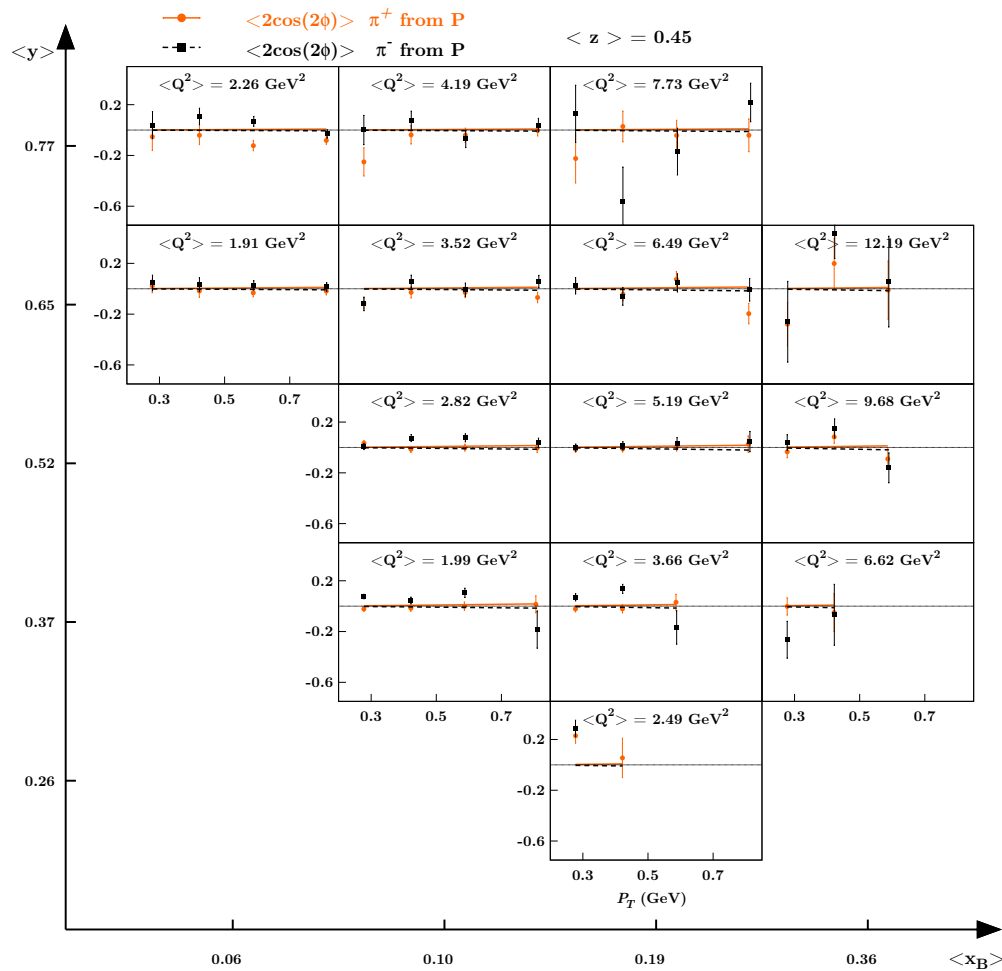 <2cos(2ϕ)> π⁺ from P
<2cos(2ϕ)> π⁻ from P
< z > = 0.45
<y>
<Q²> = 2.26 GeV²
<Q²> = 4.19 GeV²
<Q²> = 7.73 GeV²
0.2
-0.2
-0.6
0.77
<Q²> = 1.91 GeV²
<Q²> = 3.52 GeV²
<Q²> = 6.49 GeV²
<Q²> = 12.19 GeV²
0.2
-0.2
-0.6
0.65
0.3 0.5 0.7
<Q²> = 2.82 GeV²
<Q²> = 5.19 GeV²
<Q²> = 9.68 GeV²
0.2
-0.2
-0.6
0.52
<Q²> = 1.99 GeV²
<Q²> = 3.66 GeV²
<Q²> = 6.62 GeV²
0.2
-0.2
-0.6
0.37
0.3 0.5 0.7
0.3 0.5 0.7
<Q²> = 2.49 GeV²
0.2
-0.2
-0.6
0.26
0.3 0.5 0.7
P_T (GeV)
0.06 0.10 0.19 0.36 <x_B>